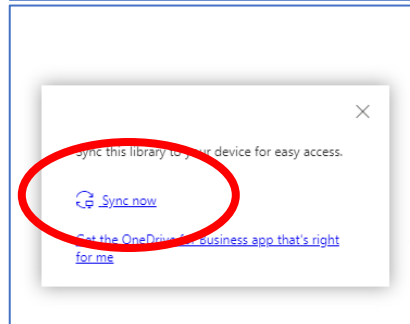 Sync this library to your device for easy access.
Sync now
Get the OneDrive for Business app that's right
for me